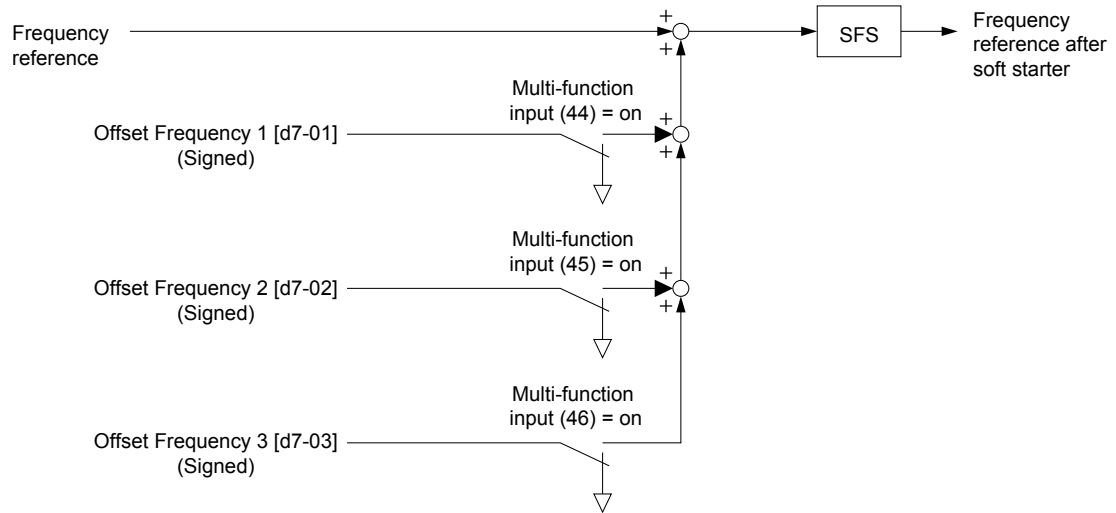 Frequency
reference
+
+
SFS
Frequency
reference after
soft starter
Multi-function
input (44) = on
Offset Frequency 1 [d7-01]
(Signed)
+
+
Multi-function
input (45) = on
Offset Frequency 2 [d7-02]
(Signed)
+
+
Multi-function
input (46) = on
Offset Frequency 3 [d7-03]
(Signed)